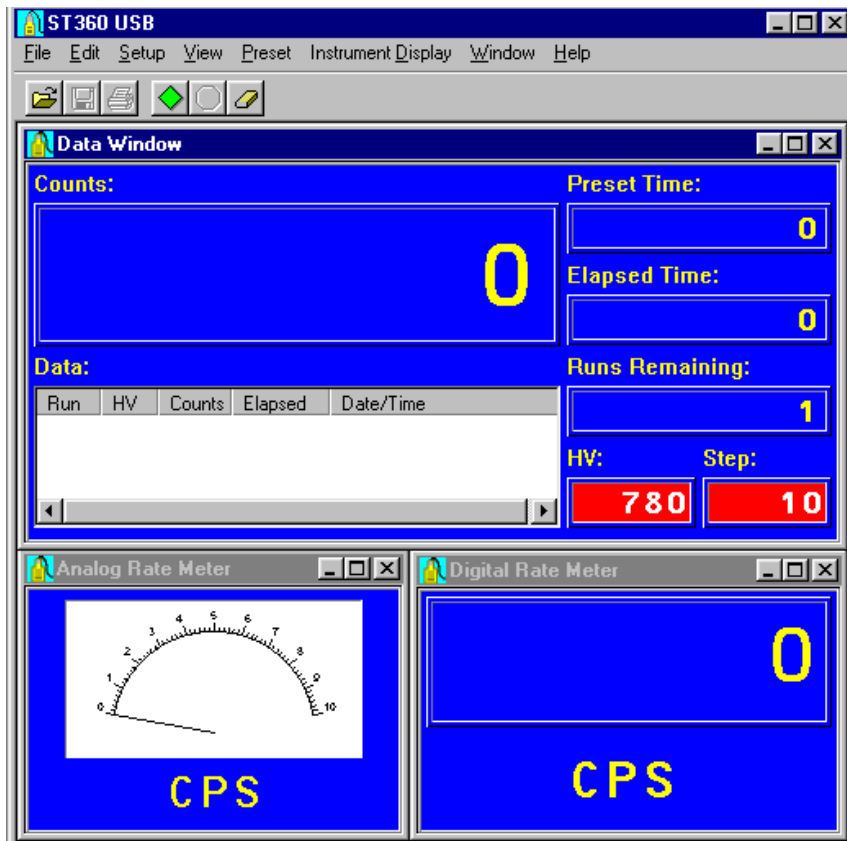 ST360 USB
File Edit Setup View Preset Instrument Display Window Help
Data Window
Counts:
0
Preset Time:
0
Elapsed Time:
0
Data:
Run HV Counts Elapsed Date/Time
Runs Remaining:
1
HV: Step:
780 10
Analog Rate Meter
0 1 2 3 4 5 6 7 8 9 10
CPS
Digital Rate Meter
0
CPS